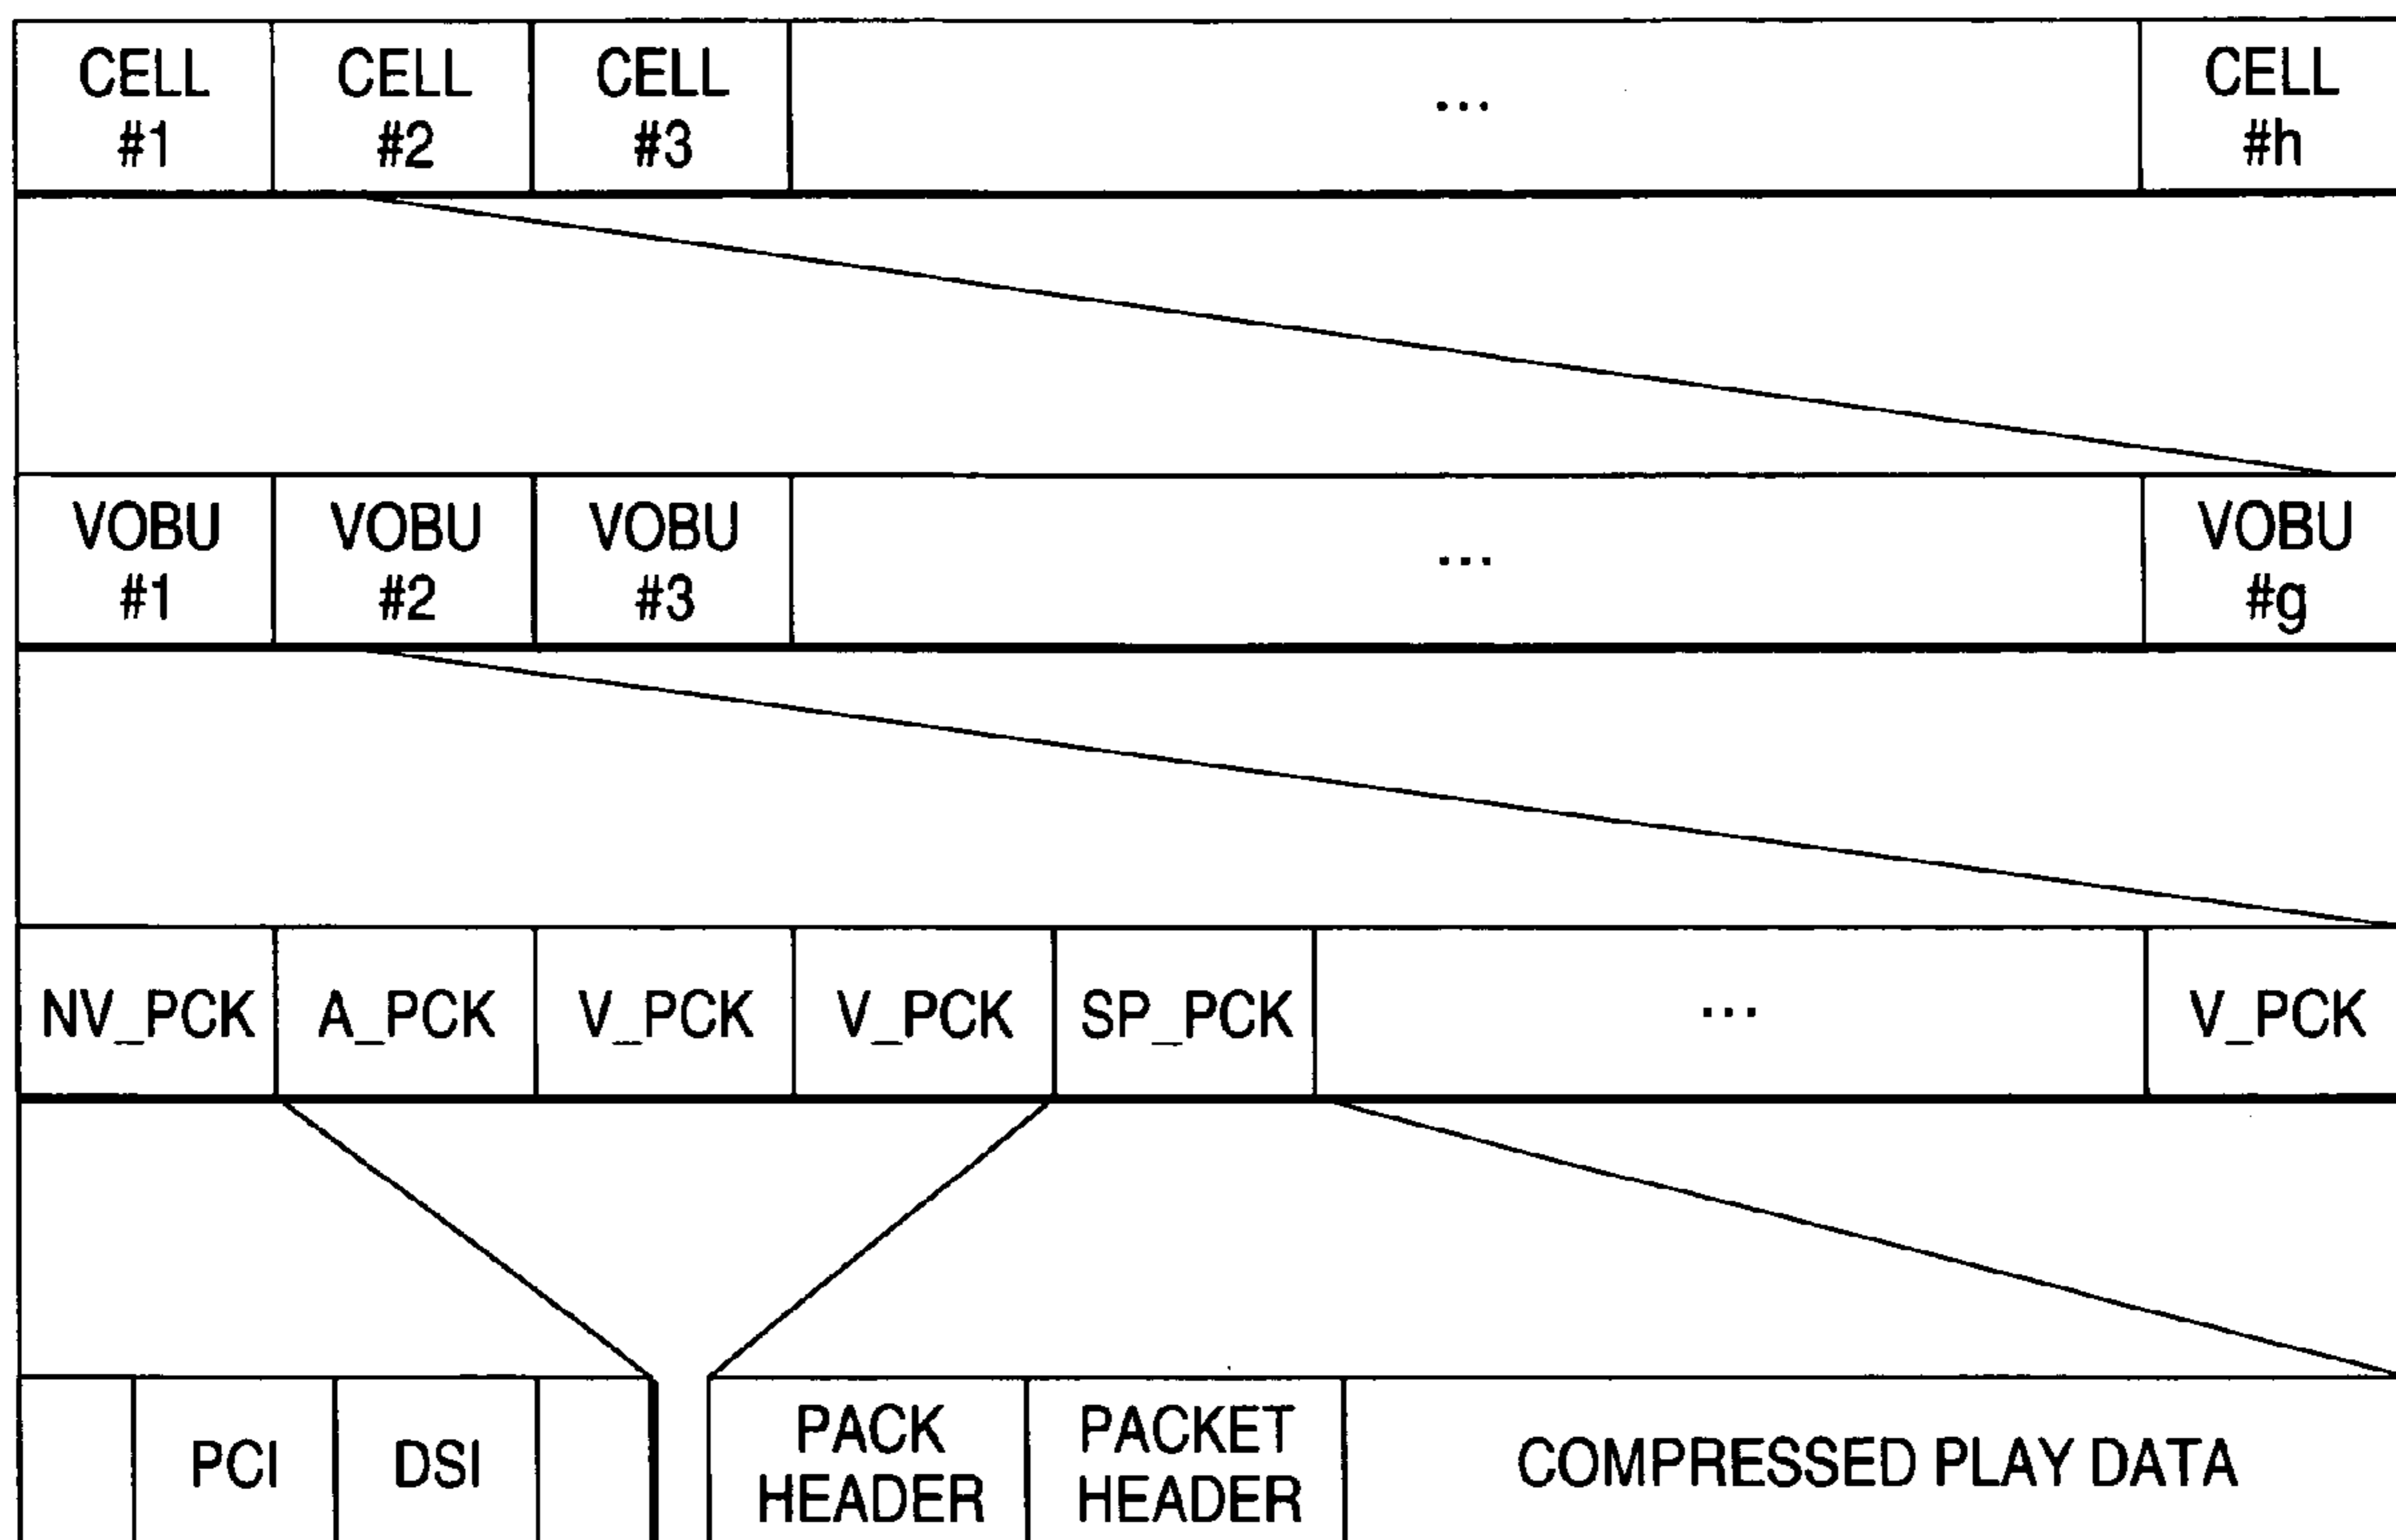 CELL #1 CELL #2 CELL #3 ... CELL #h
VOBU #1 VOBU #2 VOBU #3 ... VOBU #g
NV_PCK A_PCK V_PCK V_PCK SP_PCK ... V_PCK
PCI DSI PACK HEADER PACKET HEADER COMPRESSED PLAY DATA